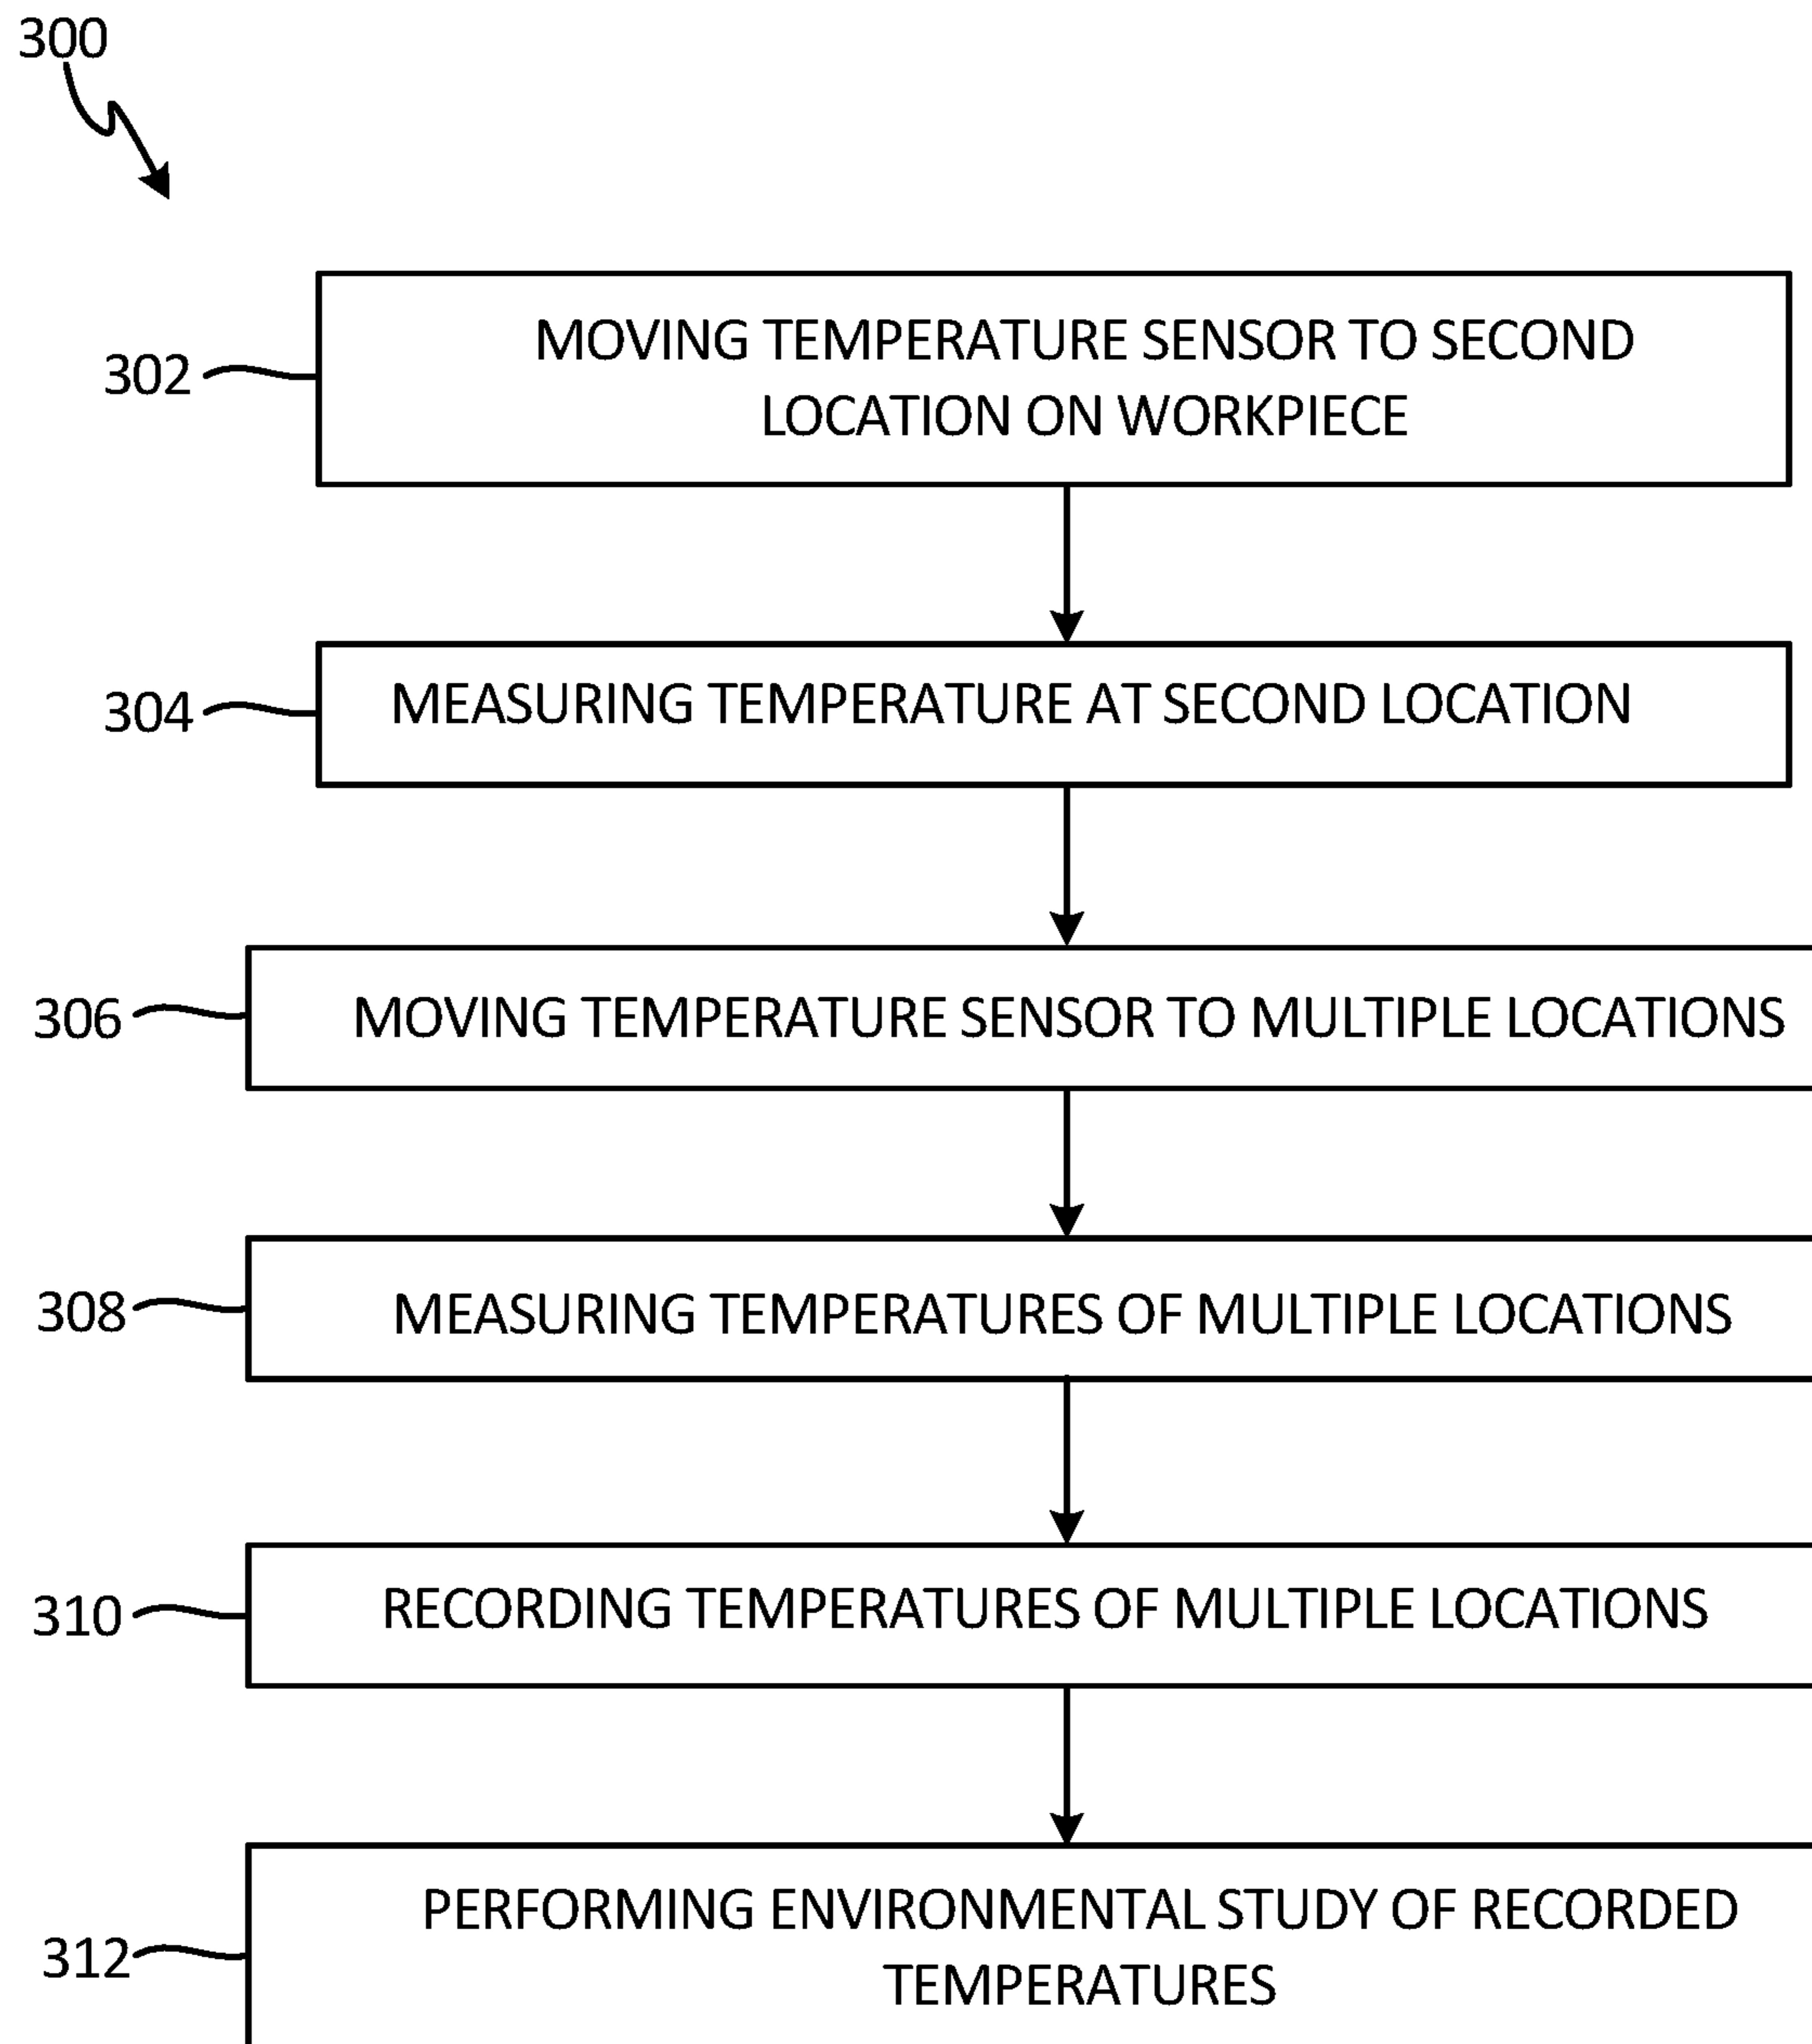 300
302
MOVING TEMPERATURE SENSOR TO SECOND
LOCATION ON WORKPIECE
304
MEASURING TEMPERATURE AT SECOND LOCATION
306
MOVING TEMPERATURE SENSOR TO MULTIPLE LOCATIONS
308
MEASURING TEMPERATURES OF MULTIPLE LOCATIONS
310
RECORDING TEMPERATURES OF MULTIPLE LOCATIONS
312
PERFORMING ENVIRONMENTAL STUDY OF RECORDED
TEMPERATURES